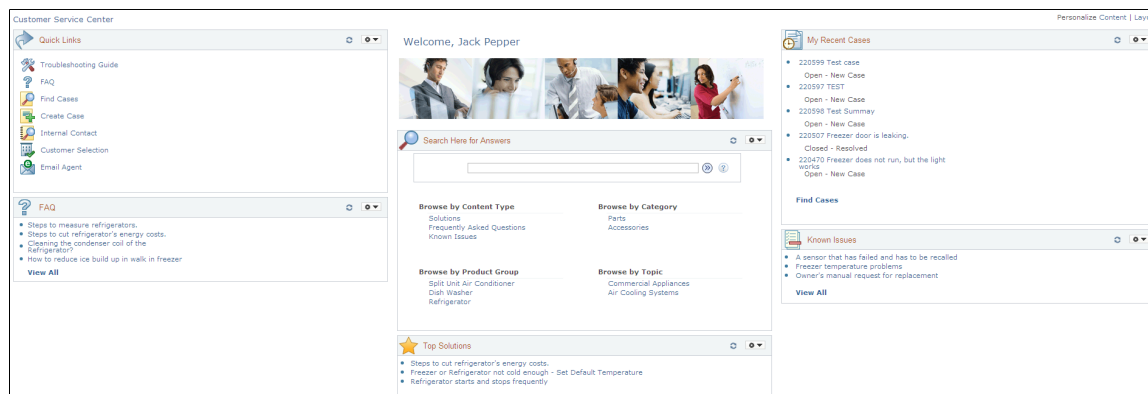 Customer Service Center
Personalize Content | Lay
Quick Links
Troubleshooting Guide
FAQ
Find Cases
Create Case
Internal Contact
Customer Selection
Email Agent
FAQ
Steps to measure refrigerators.
Steps to cut refrigerator's energy costs.
Cleaning the condenser coil of the
Refrigerator?
How to reduce ice build up in walk in freezer
View All
Welcome, Jack Pepper
Search Here for Answers
Browse by Content Type
Solutions
Frequently Asked Questions
Known Issues
Browse by Category
Parts
Accessories
Browse by Product Group
Split Unit Air Conditioner
Dish Washer
Refrigerator
Browse by Topic
Commercial Appliances
Air Cooling Systems
Top Solutions
Steps to cut refrigerator's energy costs.
Freezer or Refrigerator not cold enough - Set Default Temperature
Refrigerator starts and stops frequently
My Recent Cases
220599 Test case
Open - New Case
220597 TEST
Open - New Case
220598 Test Summay
Open - New Case
220507 Freezer door is leaking.
Closed - Resolved
220470 Freezer does not run, but the light
works
Open - New Case
Find Cases
Known Issues
A sensor that has failed and has to be recalled
Freezer temperature problems
Owner's manual request for replacement
View All